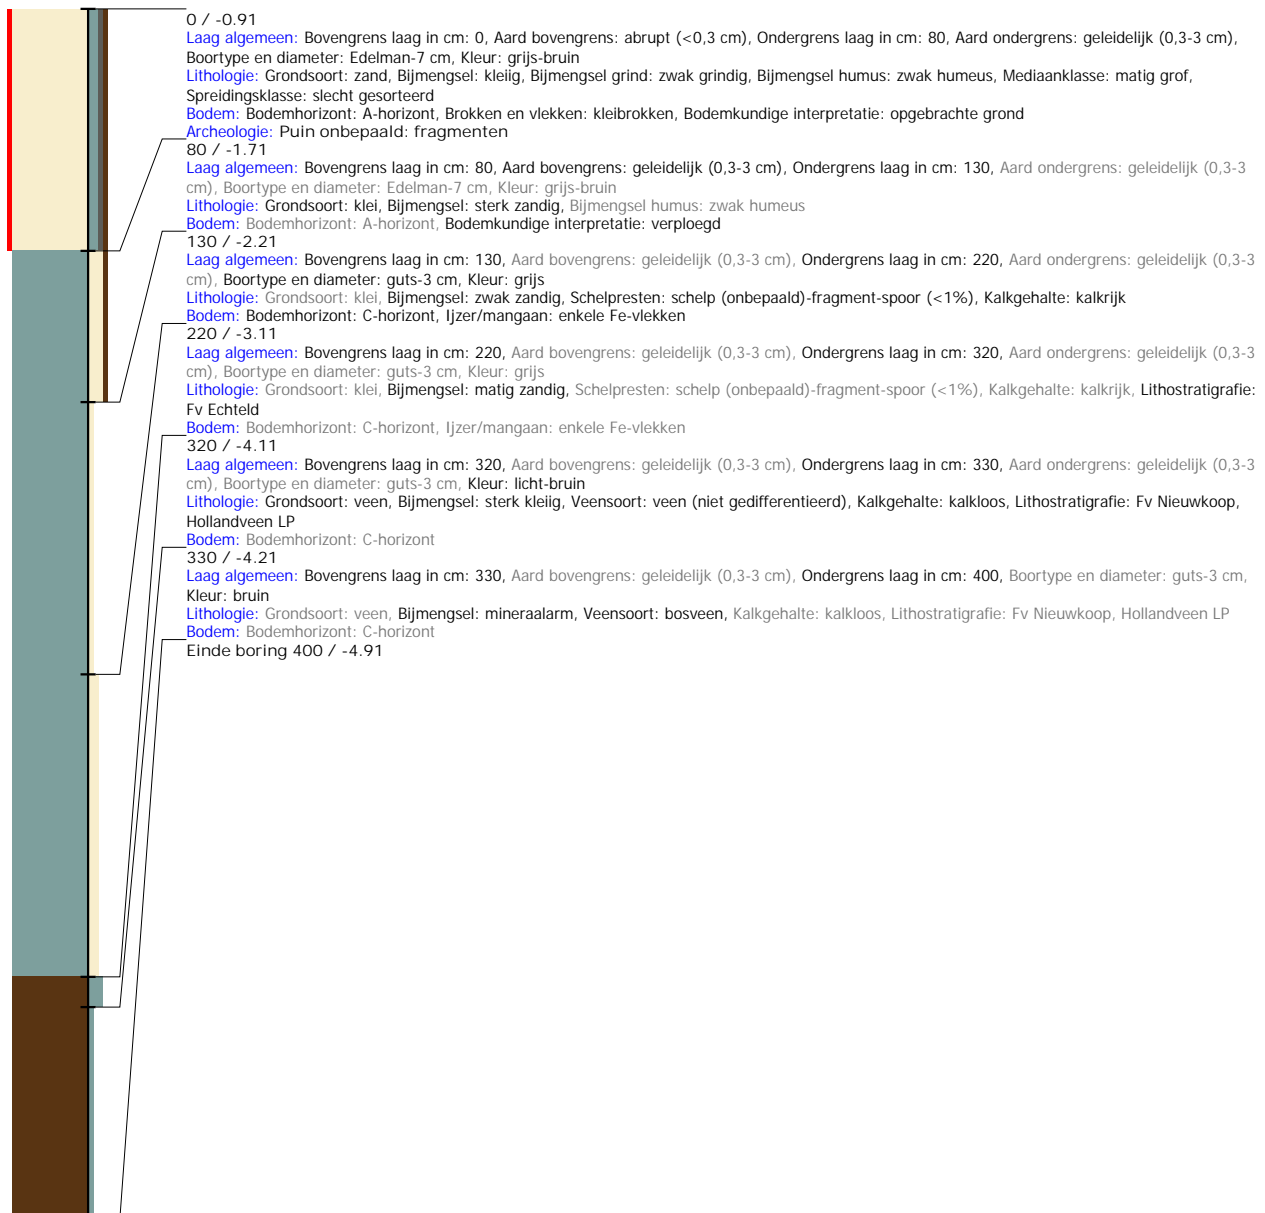 0 / -0.91
Laag algemeen: Bovengrens laag in cm: 0, Aard bovengrens: abrupt (<0,3 cm), Ondergrens laag in cm: 80, Aard ondergrens: geleidelijk (0,3-3 cm),
Boortype en diameter: Edelman-7 cm, Kleur: grijs-bruin
Lithologie: Grondsoort: zand, Bijmengsel: kleiig, Bijmengsel grind: zwak grindig, Bijmengsel humus: zwak humeus, Mediaanklasse: matig grof,
Spreidingsklasse: slecht gesorteerd
Bodem: Bodemhorizont: A-horizont, Brokken en vlekken: kleibrokken, Bodemkundige interpretatie: opgebrachte grond
Archeologie: Puin onbepaald: fragmenten
80 / -1.71
Laag algemeen: Bovengrens laag in cm: 80, Aard bovengrens: geleidelijk (0,3-3 cm), Ondergrens laag in cm: 130, Aard ondergrens: geleidelijk (0,3-3
cm), Boortype en diameter: Edelman-7 cm, Kleur: grijs-bruin
Lithologie: Grondsoort: klei, Bijmengsel: sterk zandig, Bijmengsel humus: zwak humeus
Bodem: Bodemhorizont: A-horizont, Bodemkundige interpretatie: verploegd
130 / -2.21
Laag algemeen: Bovengrens laag in cm: 130, Aard bovengrens: geleidelijk (0,3-3 cm), Ondergrens laag in cm: 220, Aard ondergrens: geleidelijk (0,3-3
cm), Boortype en diameter: guts-3 cm, Kleur: grijs
Lithologie: Grondsoort: klei, Bijmengsel: zwak zandig, Schelpresten: schelp (onbepaald)-fragment-spoor (<1%), Kalkgehalte: kalkrijk
Bodem: Bodemhorizont: C-horizont, Ijzer/mangaan: enkele Fe-vlekken
220 / -3.11
Laag algemeen: Bovengrens laag in cm: 220, Aard bovengrens: geleidelijk (0,3-3 cm), Ondergrens laag in cm: 320, Aard ondergrens: geleidelijk (0,3-3
cm), Boortype en diameter: guts-3 cm, Kleur: grijs
Lithologie: Grondsoort: klei, Bijmengsel: matig zandig, Schelpresten: schelp (onbepaald)-fragment-spoor (<1%), Kalkgehalte: kalkrijk, Lithostratigrafie:
Fv Echteld
Bodem: Bodemhorizont: C-horizont, Ijzer/mangaan: enkele Fe-vlekken
320 / -4.11
Laag algemeen: Bovengrens laag in cm: 320, Aard bovengrens: geleidelijk (0,3-3 cm), Ondergrens laag in cm: 330, Aard ondergrens: geleidelijk (0,3-3
cm), Boortype en diameter: guts-3 cm, Kleur: licht-bruin
Lithologie: Grondsoort: veen, Bijmengsel: sterk kleiig, Veensoort: veen (niet gedifferentieerd), Kalkgehalte: kalkloos, Lithostratigrafie: Fv Nieuwkoop,
Hollandveen LP
Bodem: Bodemhorizont: C-horizont
330 / -4.21
Laag algemeen: Bovengrens laag in cm: 330, Aard bovengrens: geleidelijk (0,3-3 cm), Ondergrens laag in cm: 400, Boortype en diameter: guts-3 cm,
Kleur: bruin
Lithologie: Grondsoort: veen, Bijmengsel: mineraalarm, Veensoort: bosveen, Kalkgehalte: kalkloos, Lithostratigrafie: Fv Nieuwkoop, Hollandveen LP
Bodem: Bodemhorizont: C-horizont
Einde boring 400 / -4.91